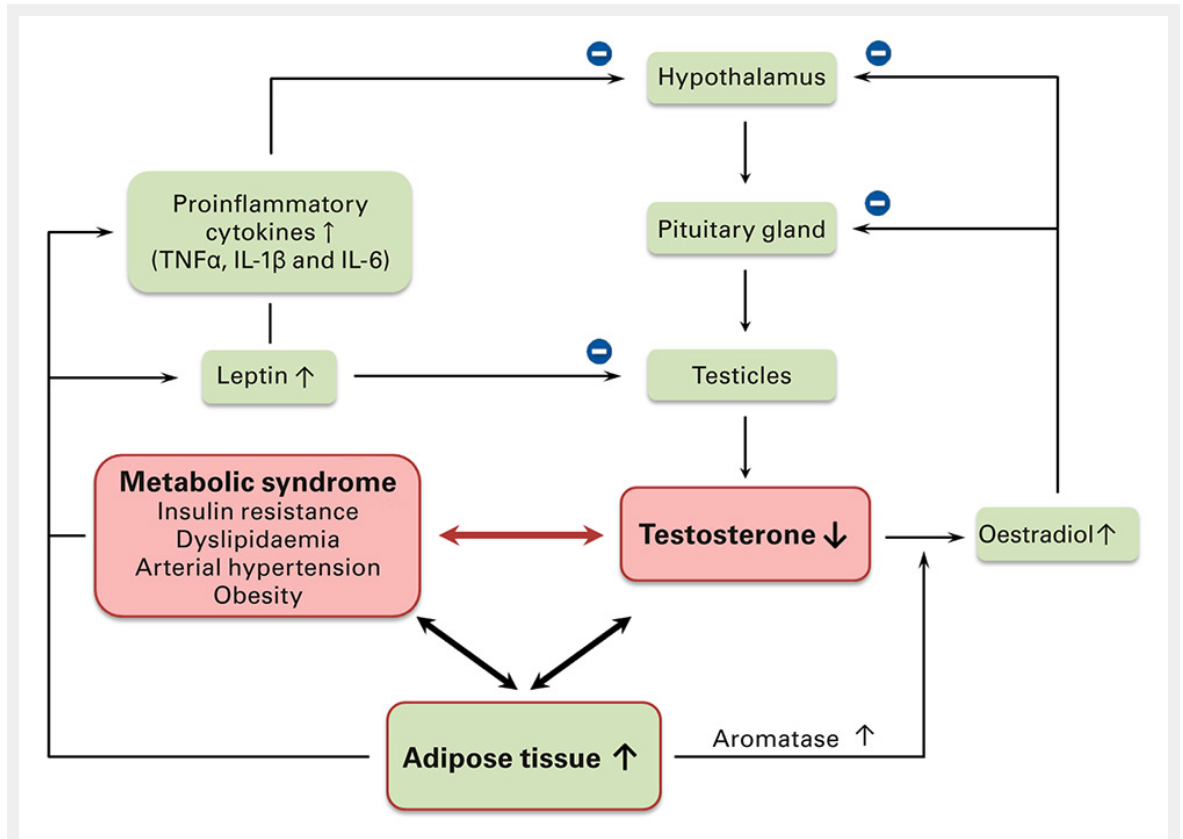 Hypothalamus
Proinflammatory
cytokines ↑
(TNFα, IL-1β and IL-6)
Pituitary gland
Leptin ↑
Testicles
Metabolic syndrome
Insulin resistance
Dyslipidaemia
Arterial hypertension
Obesity
Testosterone ↓
Oestradiol ↑
Adipose tissue ↑
Aromatase ↑